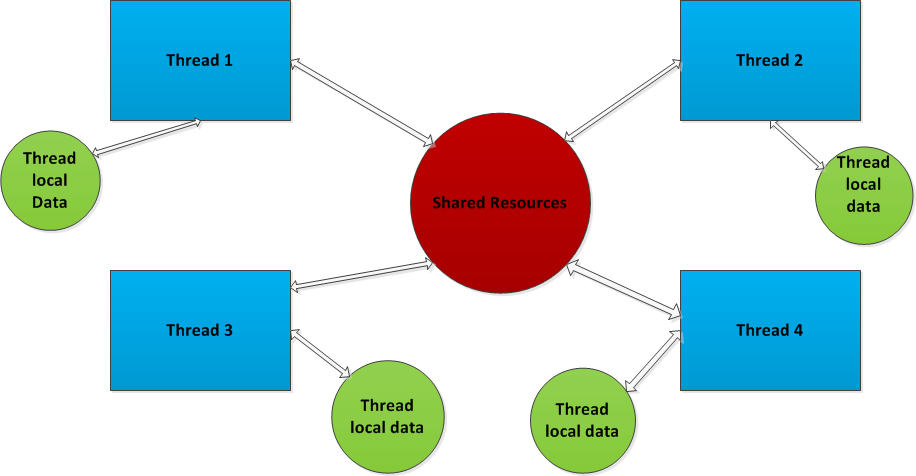 Thread 1
Thread 2
Thread
local
Data
Thread
local
data
Shared Resources
Thread 3
Thread 4
Thread
local data
Thread
local data